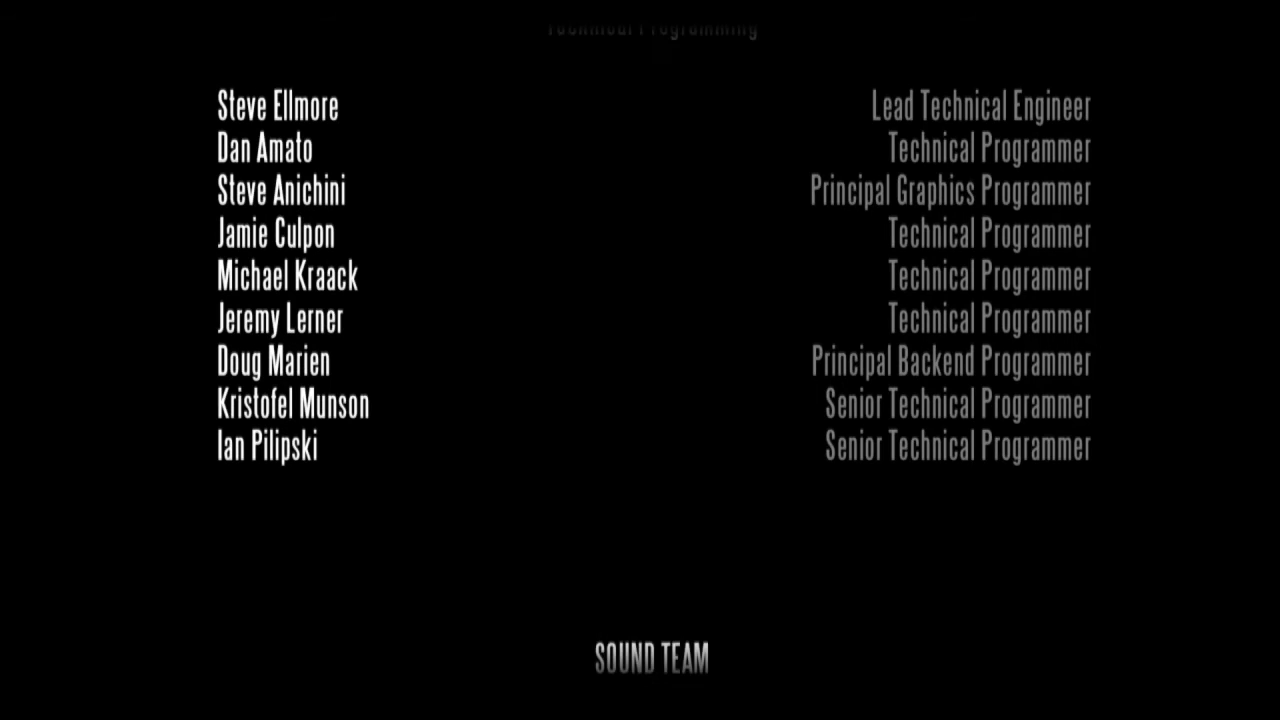 Technical Programming
Steve Ellmore Lead Technical Engineer
Dan Amato Technical Programmer
Steve Anichini Principal Graphics Programmer
Jamie Culpon Technical Programmer
Michael Kraack Technical Programmer
Jeremy Lerner Technical Programmer
Doug Marien Principal Backend Programmer
Kristofel Munson Senior Technical Programmer
Ian Pilipski Senior Technical Programmer
SOUND TEAM